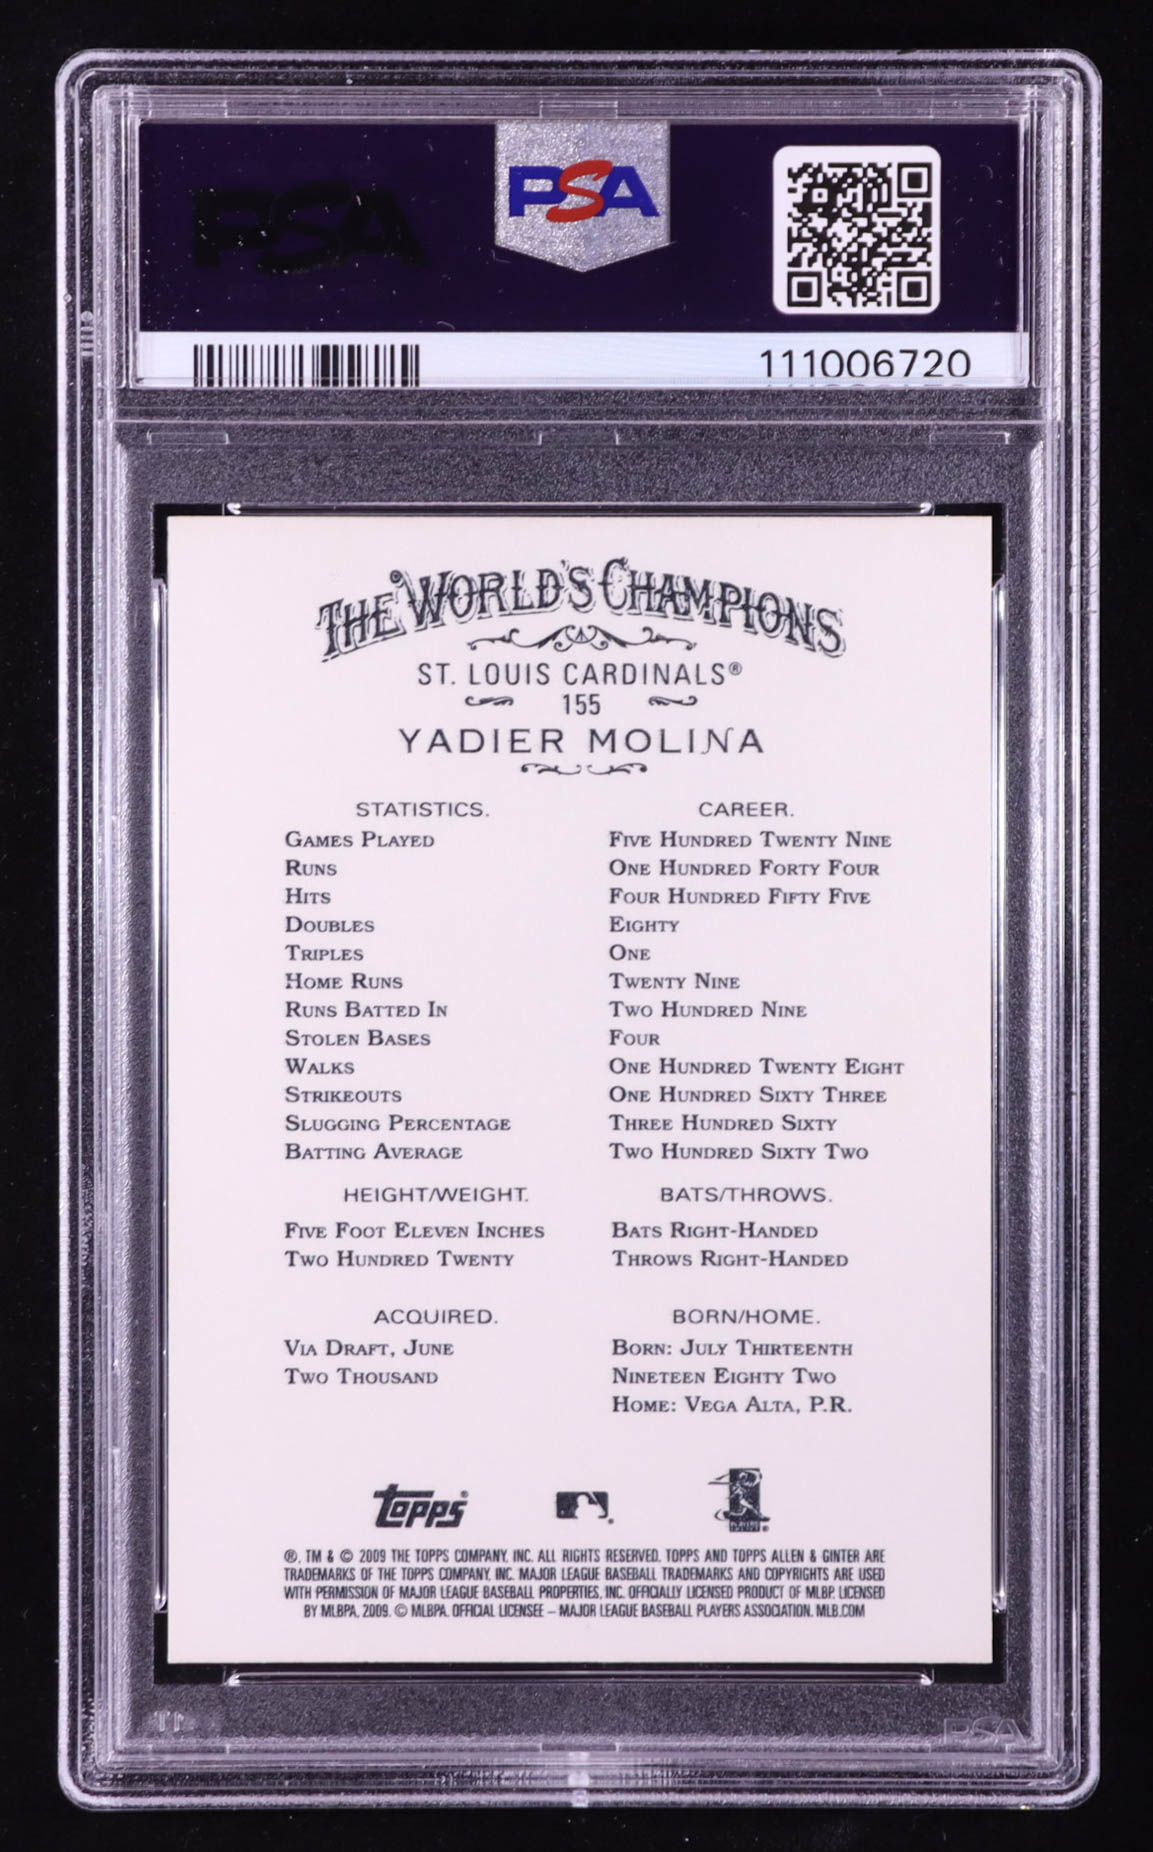 PSA
PSA
111006720
THE WORLD'S CHAMPIONS
ST. LOUIS CARDINALS®
155
YADIER MOLINA
STATISTICS. CAREER.
GAMES PLAYED FIVE HUNDRED TWENTY NINE
RUNS ONE HUNDRED FORTY FOUR
HITS FOUR HUNDRED FIFTY FIVE
DOUBLES EIGHTY
TRIPLES ONE
HOME RUNS TWENTY NINE
RUNS BATTED IN TWO HUNDRED NINE
STOLEN BASES FOUR
WALKS ONE HUNDRED TWENTY EIGHT
STRIKEOUTS ONE HUNDRED SIXTY THREE
SLUGGING PERCENTAGE THREE HUNDRED SIXTY
BATTING AVERAGE TWO HUNDRED SIXTY TWO
HEIGHT/WEIGHT. BATS/THROWS.
FIVE FOOT ELEVEN INCHES BATS RIGHT-HANDED
TWO HUNDRED TWENTY THROWS RIGHT-HANDED
ACQUIRED. BORN/HOME.
VIA DRAFT, JUNE BORN: JULY THIRTEENTH
TWO THOUSAND NINETEEN EIGHTY TWO
HOME: VEGA ALTA, P.R.
topps®
®, TM & © 2009 THE TOPPS COMPANY, INC. ALL RIGHTS RESERVED. TOPPS AND TOPPS ALLEN & GINTER ARE
TRADEMARKS OF THE TOPPS COMPANY, INC. MAJOR LEAGUE BASEBALL TRADEMARKS AND COPYRIGHTS ARE USED
WITH PERMISSION OF MAJOR LEAGUE BASEBALL PROPERTIES, INC. OFFICIALLY LICENSED PRODUCT OF MLBP. LICENSED
BY MLBPA, 2009. © MLBPA. OFFICIAL LICENSEE – MAJOR LEAGUE BASEBALL PLAYERS ASSOCIATION. MLB.COM
PSA